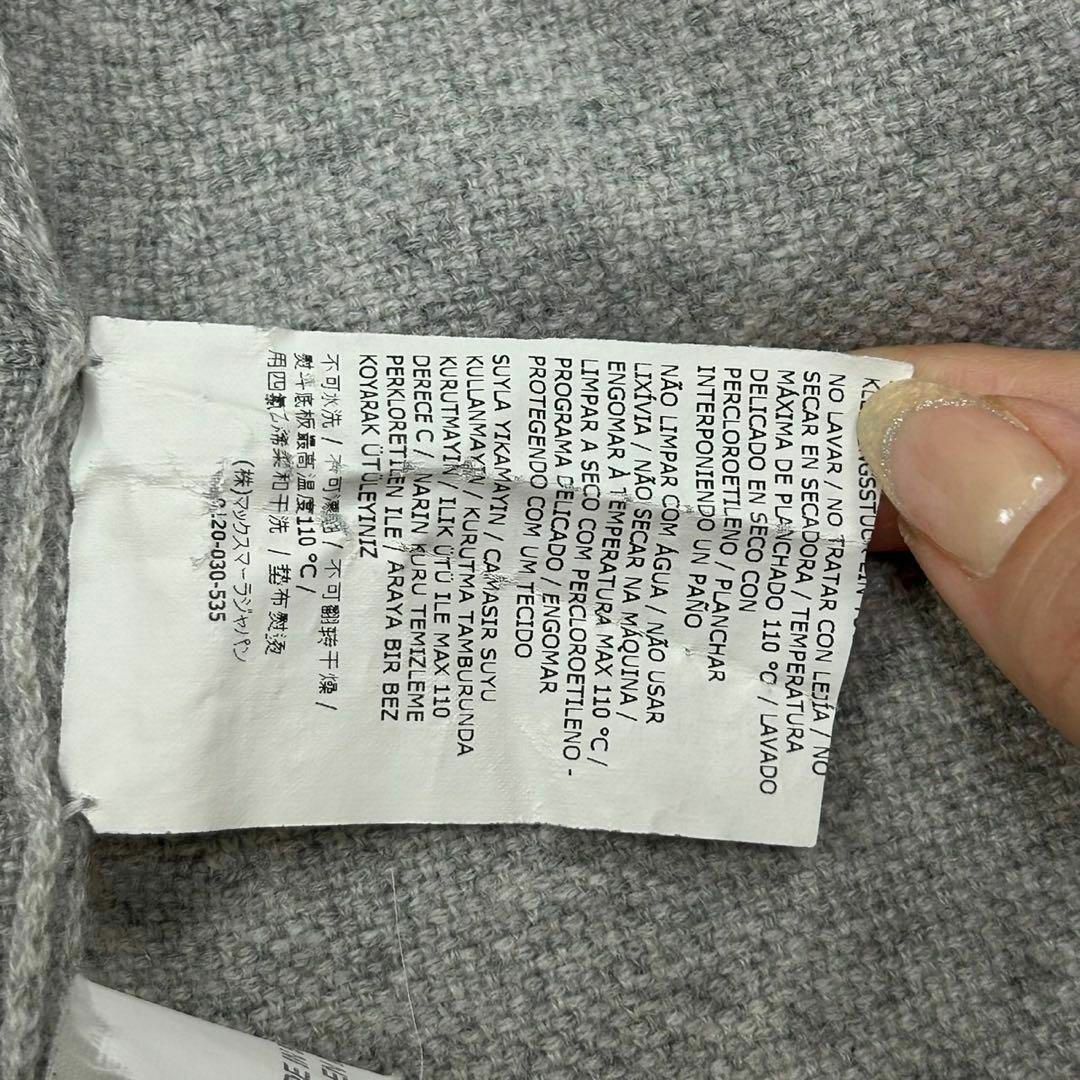 NO LAVAR / NO TRATAR CON LEJÍA / NO
SECAR EN SECADORA / TEMPERATURA
MÁXIMA DE PLANCHADO 110 °C / LAVADO
DELICADO EN SECO CON
PERCLOROETILENO / PLANCHAR
INTERPONIENDO UN PAÑO
NÃO LIMPAR COM ÁGUA / NÃO USAR
LIXÍVIA / NÃO SECAR NA MÁQUINA /
ENGOMAR À TEMPERATURA MAX 110 °C /
LIMPAR A SECO COM PERCLOROETILENO -
PROGRAMA DELICADO / ENGOMAR
PROTEGENDO COM UM TECIDO
SUYLA YIKAMAYIN / CAMASIR SUYU
KULLANMAYIN / KURUTMA TAMBURUNDA
KURUTMAYIN / ILIK ÜTÜ ILE MAX 110
DERECE C / NARIN KURU TEMIZLEME
PERKLORETILEN ILE / ARAYA BIR BEZ
KOYARAK ÜTÜLEYINIZ
不可水洗 / 不可漂白 / 不可翻转干燥 /
熨斗底板最高温度110 °C /
用四氯乙烯柔和干洗 / 垫布熨烫
(株)マックスマーラジャパン
0120-030-535